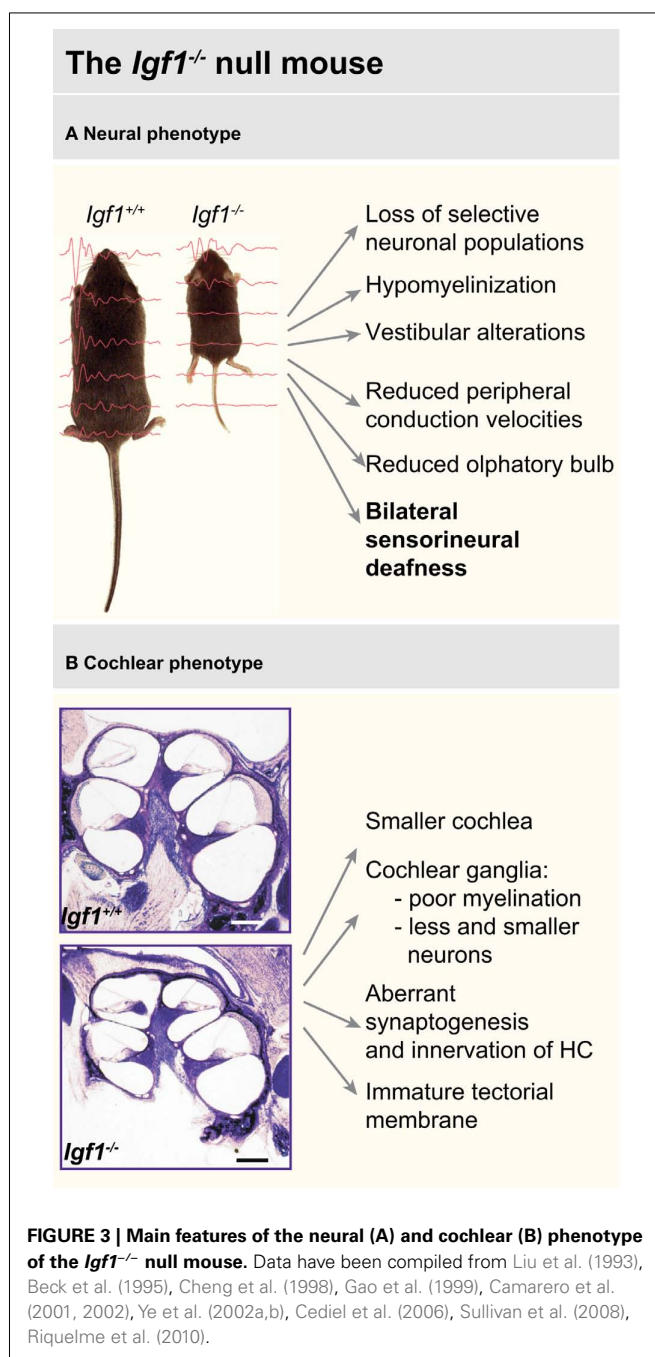 The Igf1-/- null mouse
A Neural phenotype
Igf1+/+
Igf1-/-
Loss of selective
neuronal populations
Hypomyelinization
Vestibular alterations
Reduced peripheral
conduction velocities
Reduced olphatory bulb
Bilateral
sensorineural
deafness
B Cochlear phenotype
Igf1+/+
Igf1-/-
Smaller cochlea
Cochlear ganglia:
- poor myelination
- less and smaller
neurons
Aberrant
synaptogenesis
and innervation of HC
Immature tectorial
membrane
FIGURE 3 | Main features of the neural (A) and cochlear (B) phenotype
of the Igf1−/− null mouse. Data have been compiled from Liu et al. (1993),
Beck et al. (1995), Cheng et al. (1998), Gao et al. (1999), Camarero et al.
(2001, 2002), Ye et al. (2002a,b), Cediel et al. (2006), Sullivan et al. (2008),
Riquelme et al. (2010).